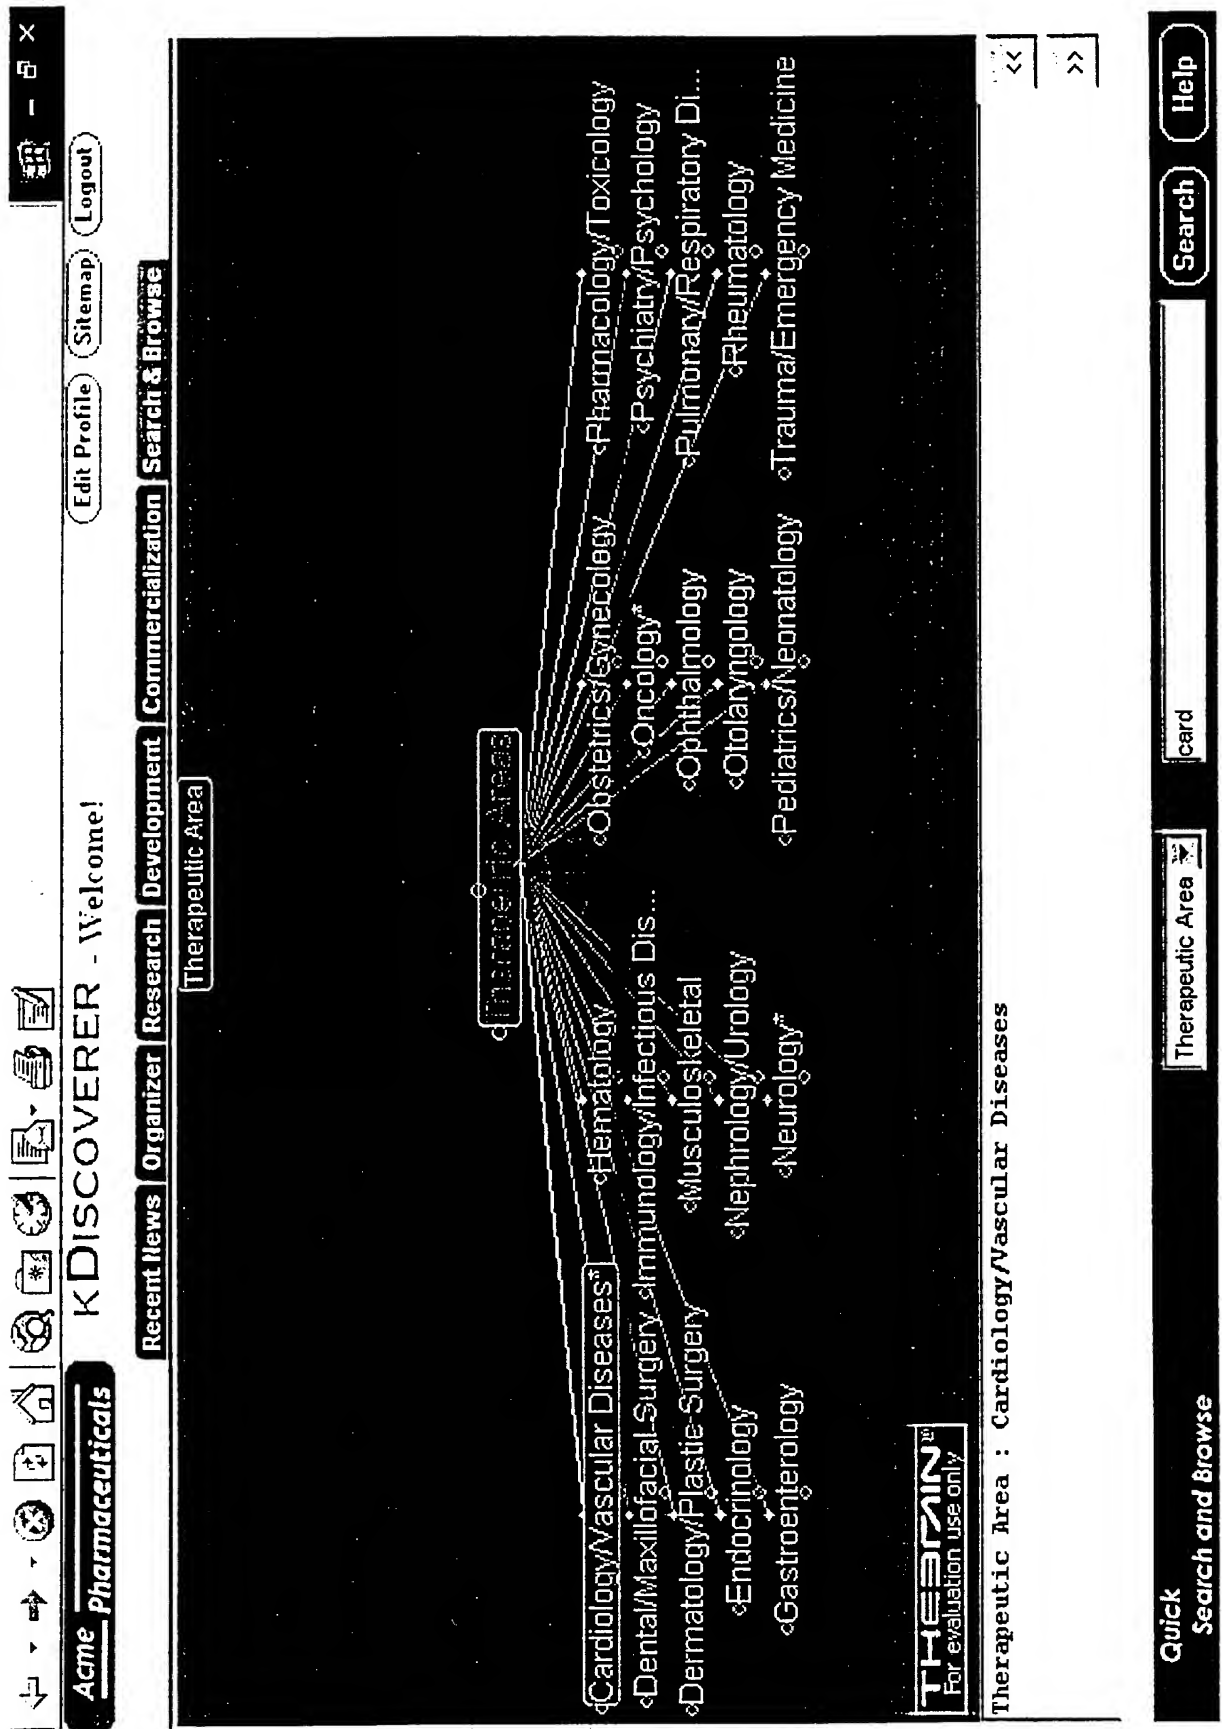 Acme
Pharmaceuticals
KDISCOVERER - Welcome!
Edit Profile
Sitemap
Logout
Recent News
Organizer
Research
Development
Commercialization
Search & Browse
Therapeutic Area
Therapeutic Areas
Cardiology/Vascular Diseases*
Hematology
Obstetrics/Gynecology
Phamacology/Toxicology
Dental/Maxillofacial Surgery
Immunology/Infectious Dis...
Oncology*
Psychiatry/Psychology
Dermatology/Plastic Surgery
Musculoskeletal
Ophthalmology
Pulmonary/Respiratory Di...
Endocrinology
Nephrology/Urology
Otolaryngology
Rheumatology
Gastroenterology
Neurology*
Pediatrics/Neonatology
Trauma/Emergency Medicine
THEBRAIN®
For evaluation use only
Therapeutic Area : Cardiology/Vascular Diseases
<<
>>
Quick
Search and Browse
Therapeutic Area
card
Search
Help